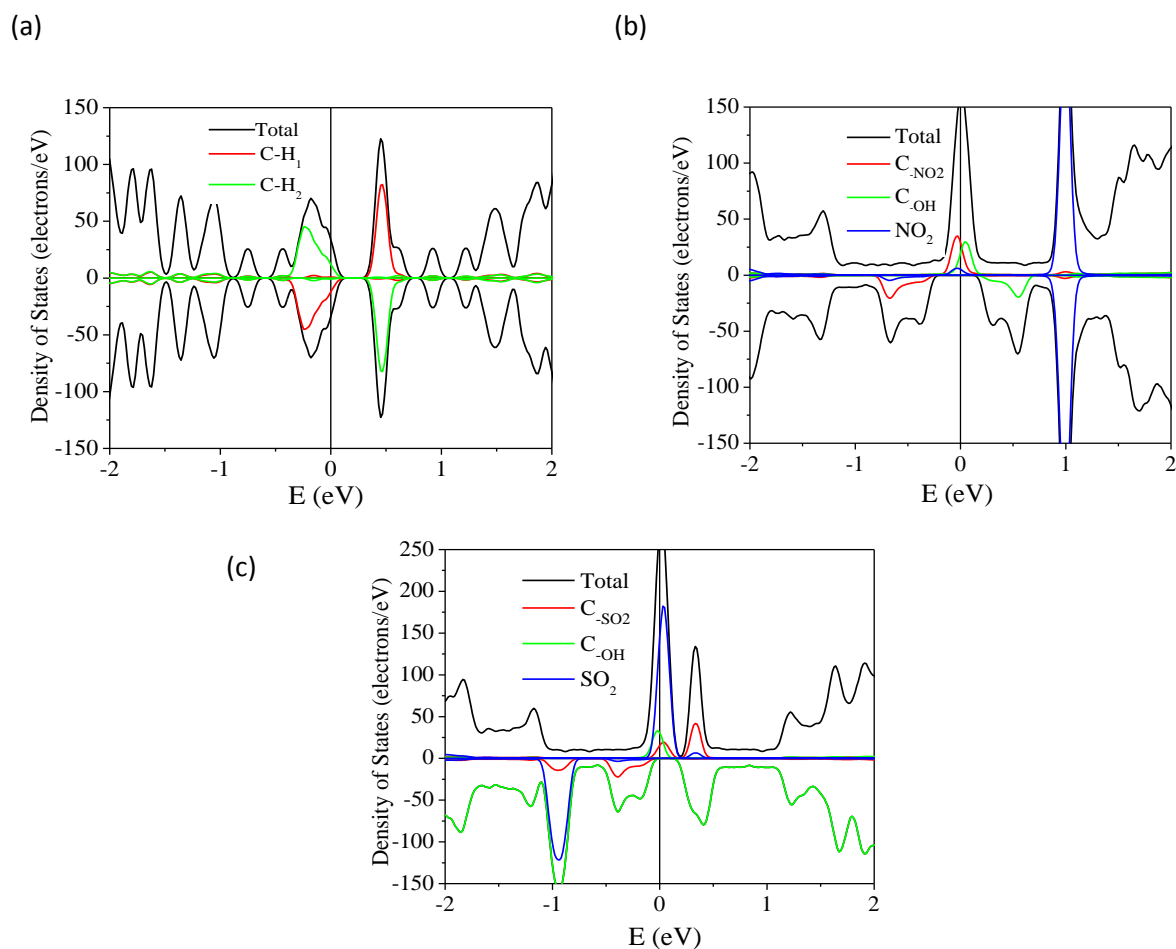 (a)
150
100
50
0
-50
-100
-150
Density of States (electrons/eV)
Total
C-H₁
C-H₂
-2
-1
0
1
2
E (eV)
(b)
150
100
50
0
-50
-100
-150
Density of States (electrons/eV)
Total
C-NO2
C-OH
NO₂
-2
-1
0
1
2
E (eV)
(c)
250
200
150
100
50
0
-50
-100
-150
Density of States (electrons/eV)
Total
C-SO2
C-OH
SO₂
-2
-1
0
1
2
E (eV)